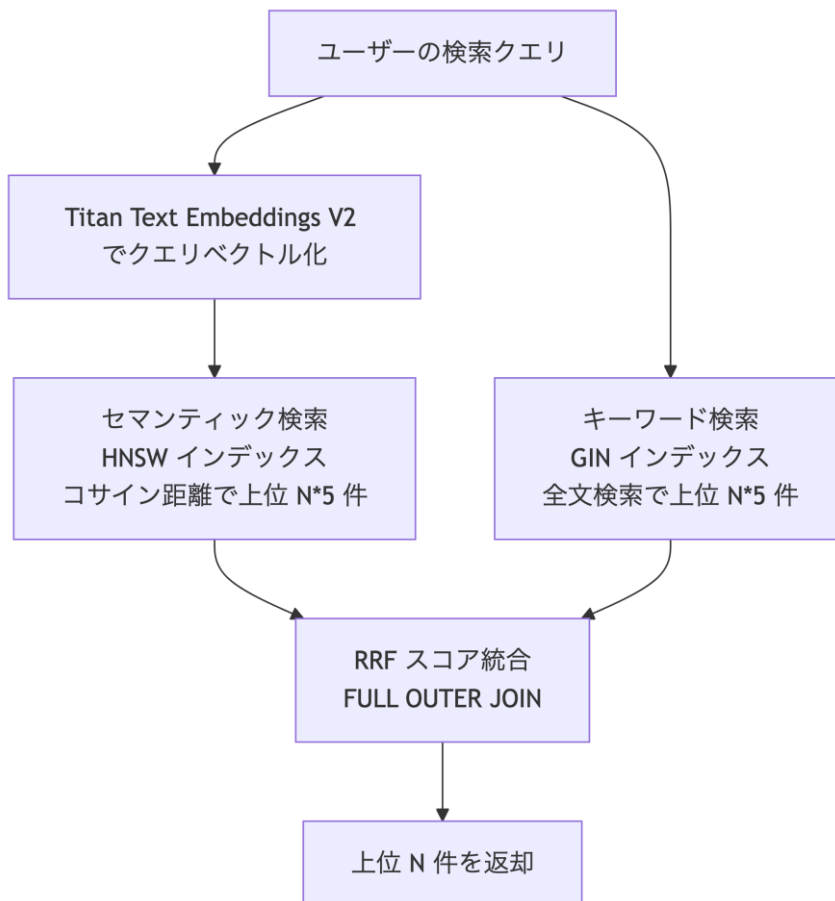 ユーザーの検索クエリ
Titan Text Embeddings V2
でクエリベクトル化
セマンティック検索
HNSW インデックス
コサイン距離で上位 N*5 件
キーワード検索
GIN インデックス
全文検索で上位 N*5 件
RRF スコア統合
FULL OUTER JOIN
上位 N 件を返却